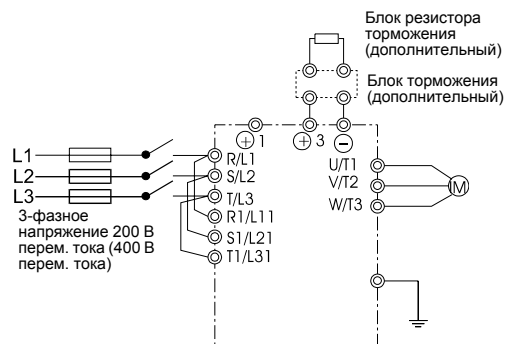 Блок резистора
торможения
(дополнительный)
Блок торможения
(дополнительный)
+ 1
+ 3
−
L1
L2
L3
R/L1
S/L2
T/L3
R1/L11
S1/L21
T1/L31
U/T1
V/T2
W/T3
M
3-фазное
напряжение 200 В
перем. тока (400 В
перем. тока)